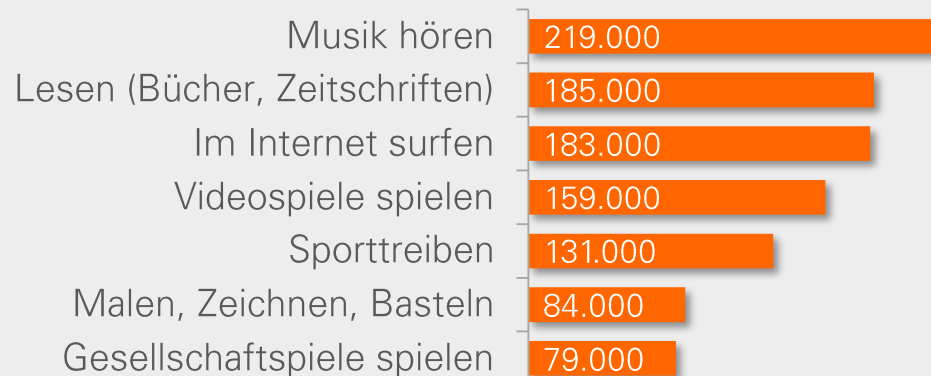 Musik hören 219.000
Lesen (Bücher, Zeitschriften) 185.000
Im Internet surfen 183.000
Videospiele spielen 159.000
Sporttreiben 131.000
Malen, Zeichnen, Basteln 84.000
Gesellschaftspiele spielen 79.000